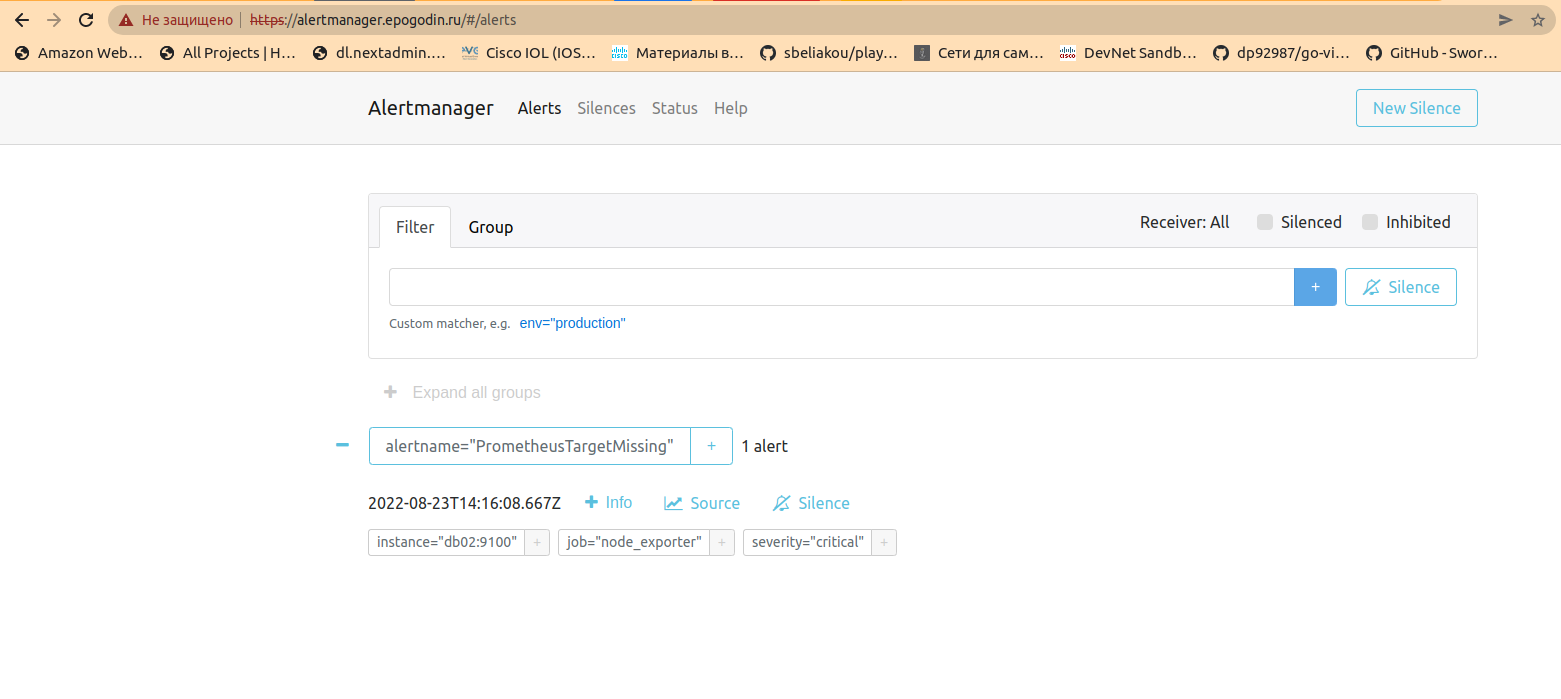 Не защищено | https://alertmanager.epogodin.ru/#/alerts
Amazon Web... All Projects | H... dl.nextadmin.... Cisco IOL (IOS... Материалы в... sbeliakou/play... Сети для сам... DevNet Sandb... dp92987/go-vi... GitHub - Swor...
Alertmanager Alerts Silences Status Help New Silence
Filter Group Receiver: All Silenced Inhibited
+ Silence
Custom matcher, e.g. env="production"
+ Expand all groups
alertname="PrometheusTargetMissing" + 1 alert
2022-08-23T14:16:08.667Z + Info Source Silence
instance="db02:9100" + job="node_exporter" + severity="critical" +